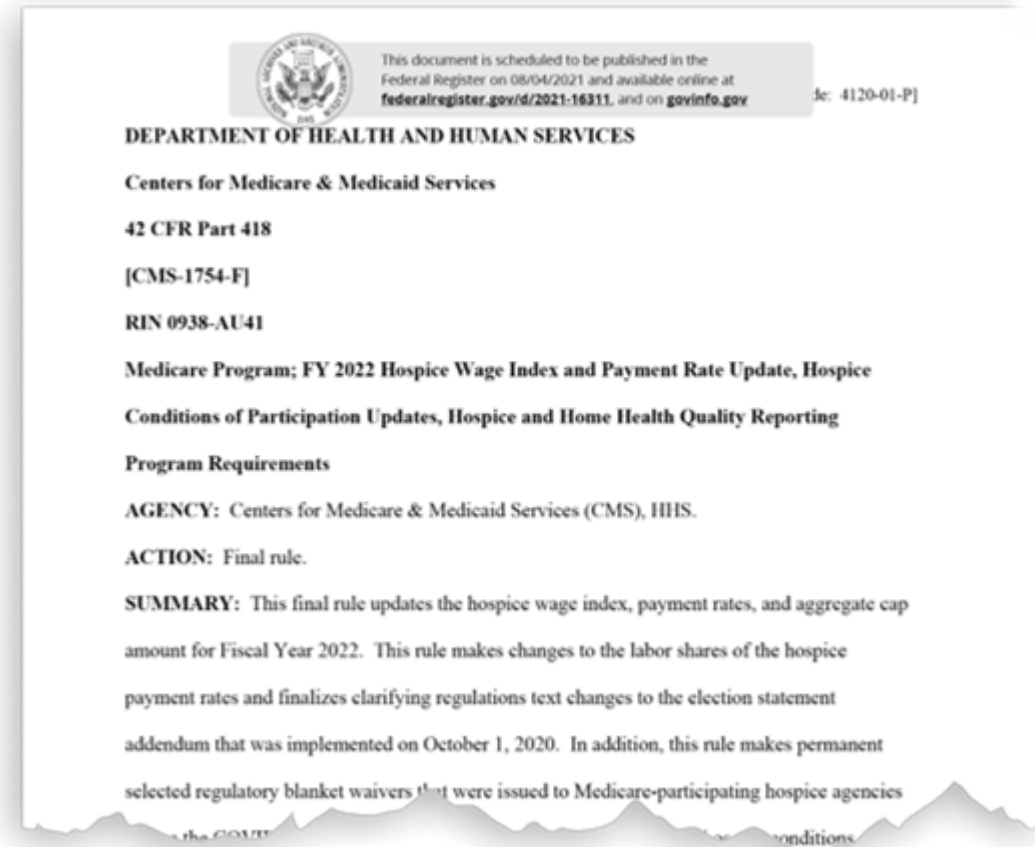 This document is scheduled to be published in the
Federal Register on 08/04/2021 and available online at
federalregister.gov/d/2021-16311, and on govinfo.gov
de: 4120-01-P]
DEPARTMENT OF HEALTH AND HUMAN SERVICES
Centers for Medicare & Medicaid Services
42 CFR Part 418
[CMS-1754-F]
RIN 0938-AU41
Medicare Program; FY 2022 Hospice Wage Index and Payment Rate Update, Hospice
Conditions of Participation Updates, Hospice and Home Health Quality Reporting
Program Requirements
AGENCY: Centers for Medicare & Medicaid Services (CMS), HHS.
ACTION: Final rule.
SUMMARY: This final rule updates the hospice wage index, payment rates, and aggregate cap
amount for Fiscal Year 2022. This rule makes changes to the labor shares of the hospice
payment rates and finalizes clarifying regulations text changes to the election statement
addendum that was implemented on October 1, 2020. In addition, this rule makes permanent
selected regulatory blanket waivers that were issued to Medicare-participating hospice agencies
the